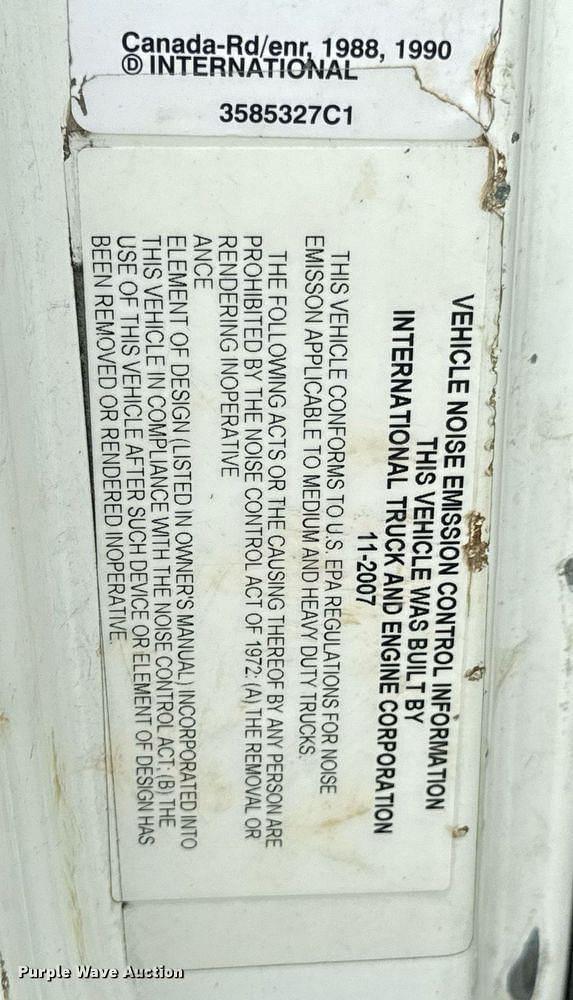 Canada-Rd/enr, 1988, 1990
Ⓓ INTERNATIONAL
3585327C1
VEHICLE NOISE EMISSION CONTROL INFORMATION
THIS VEHICLE WAS BUILT BY
INTERNATIONAL TRUCK AND ENGINE CORPORATION
11-2007
THIS VEHICLE CONFORMS TO U.S. EPA REGULATIONS FOR NOISE
EMISSON APPLICABLE TO MEDIUM AND HEAVY DUTY TRUCKS.
THE FOLLOWING ACTS OR THE CAUSING THEREOF BY ANY PERSON ARE
PROHIBITED BY THE NOISE CONTROL ACT OF 1972: (A) THE REMOVAL OR
RENDERING INOPERATIVE
ANCE
ELEMENT OF DESIGN (LISTED IN OWNER'S MANUAL) INCORPORATED INTO
THIS VEHICLE IN COMPLIANCE WITH THE NOISE CONTROL ACT; (B) THE
USE OF THIS VEHICLE AFTER SUCH DEVICE OR ELEMENT OF DESIGN HAS
BEEN REMOVED OR RENDERED INOPERATIVE.
Purple Wave Auction